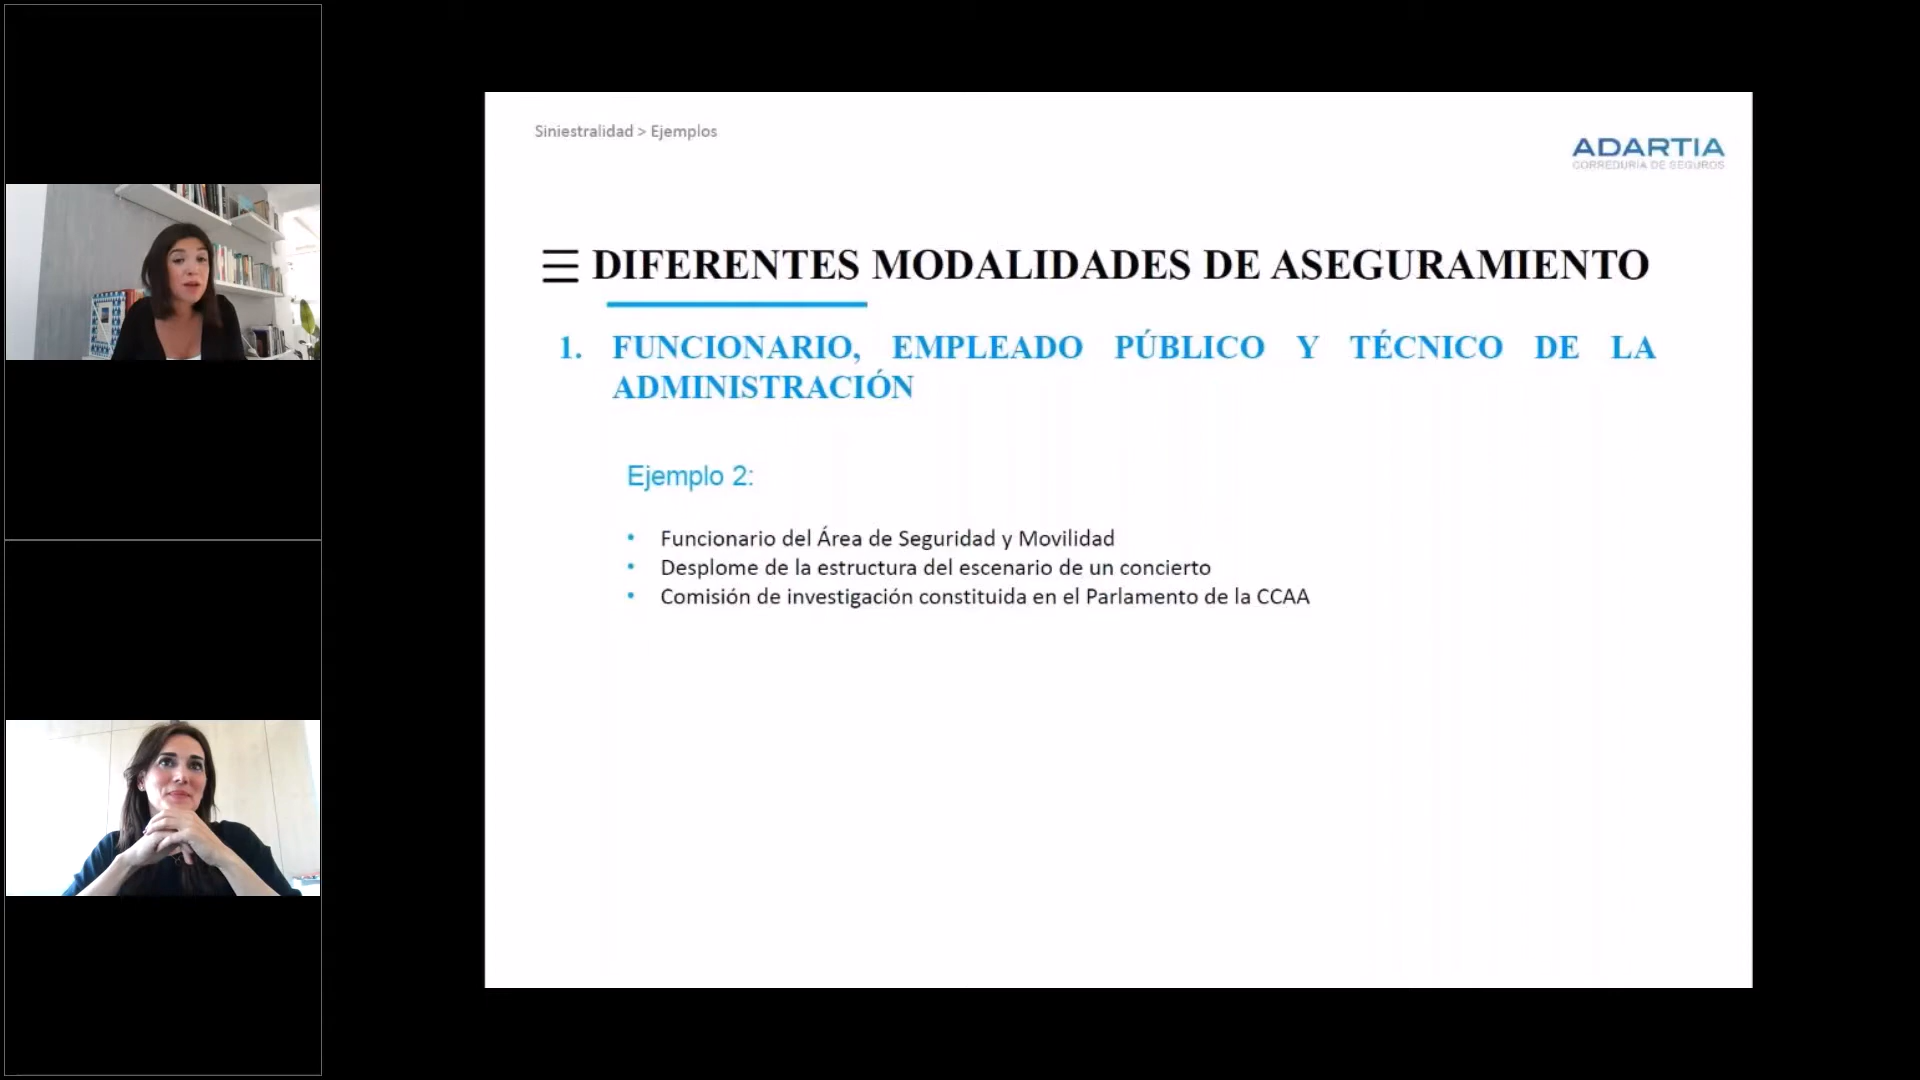 Siniestralidad > Ejemplos
ADARTIA
CORREDURÍA DE SEGUROS
DIFERENTES MODALIDADES DE ASEGURAMIENTO
1. FUNCIONARIO, EMPLEADO PÚBLICO Y TÉCNICO DE LA
ADMINISTRACIÓN
Ejemplo 2:
• Funcionario del Área de Seguridad y Movilidad
• Desplome de la estructura del escenario de un concierto
• Comisión de investigación constituida en el Parlamento de la CCAA